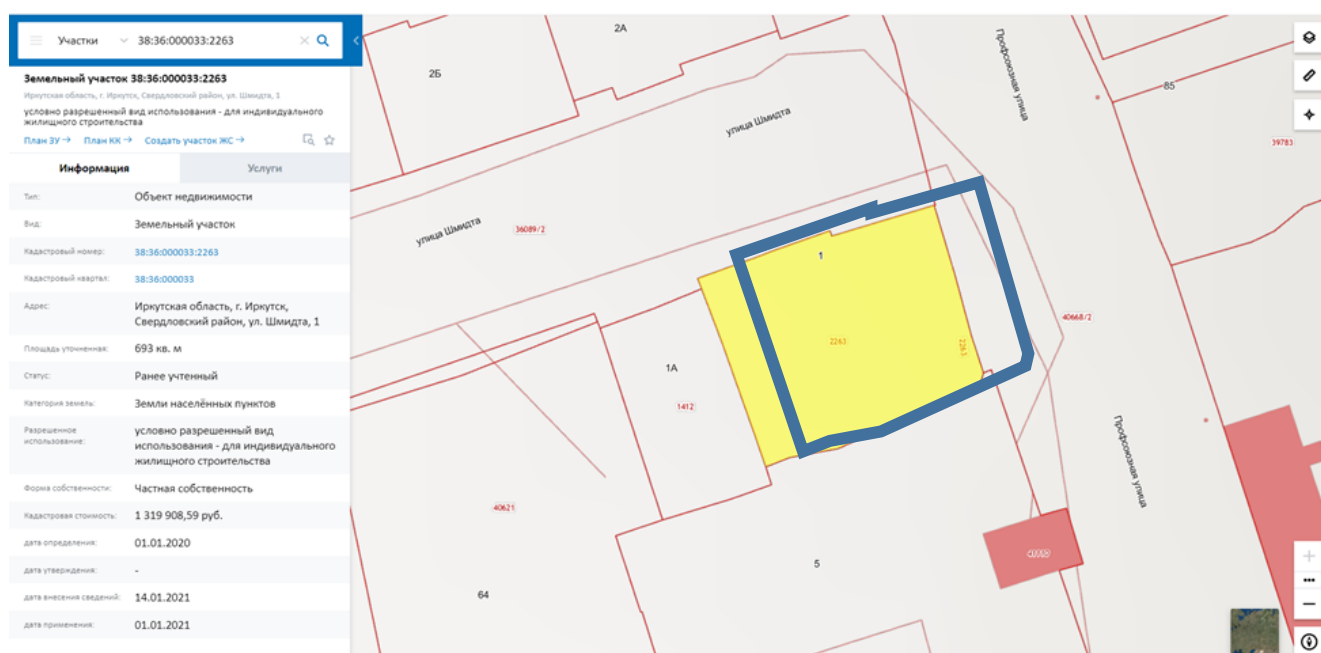 Участки 38:36:000033:2263
Земельный участок 38:36:000033:2263
Иркутская область, г. Иркутск, Свердловский район, ул. Шмидта, 1
условно разрешенный вид использования - для индивидуального
жилищного строительства
План ЗУ → План КК → Создать участок ЖС →
Информация Услуги
Тип: Объект недвижимости
Вид: Земельный участок
Кадастровый номер: 38:36:000033:2263
Кадастровый квартал: 38:36:000033
Адрес: Иркутская область, г. Иркутск,
Свердловский район, ул. Шмидта, 1
Площадь уточненная: 693 кв. м
Статус: Ранее учтенный
Категория земель: Земли населённых пунктов
Разрешенное
использование:
условно разрешенный вид
использования - для индивидуального
жилищного строительства
Форма собственности: Частная собственность
Кадастровая стоимость: 1 319 908,59 руб.
дата определения: 01.01.2020
дата утверждения: -
дата внесения сведений: 14.01.2021
дата применения: 01.01.2021
2А
2Б
Профсоюзная улица
85
улица Шмидта
39783
улица Шмидта
36089/2
1
40668/2
2263
2263
1А
1412
Профсоюзная улица
40621
5
64